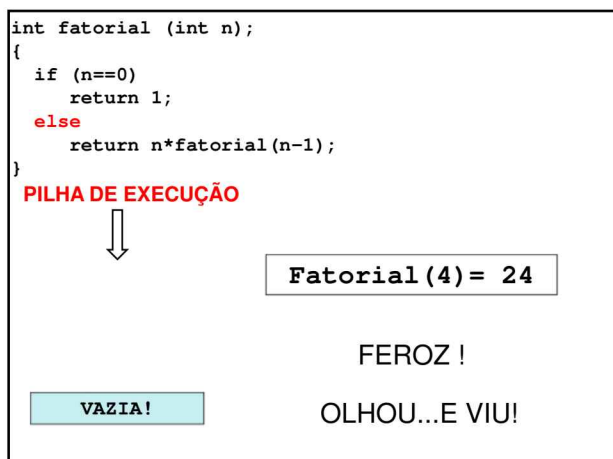 int fatorial (int n);
{
if (n==0)
return 1;
else
return n*fatorial(n-1);
}
PILHA DE EXECUÇÃO
Fatorial(4)= 24
FEROZ !
VAZIA!
OLHOU...E VIU!